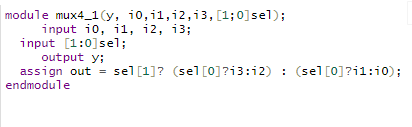 module mux4_1(y, i0,i1,i2,i3,[1;0]sel);
input i0, i1, i2, i3;
input [1:0]sel;
output y;
assign out = sel[1]? (sel[0]?i3:i2) : (sel[0]?i1:i0);
endmodule